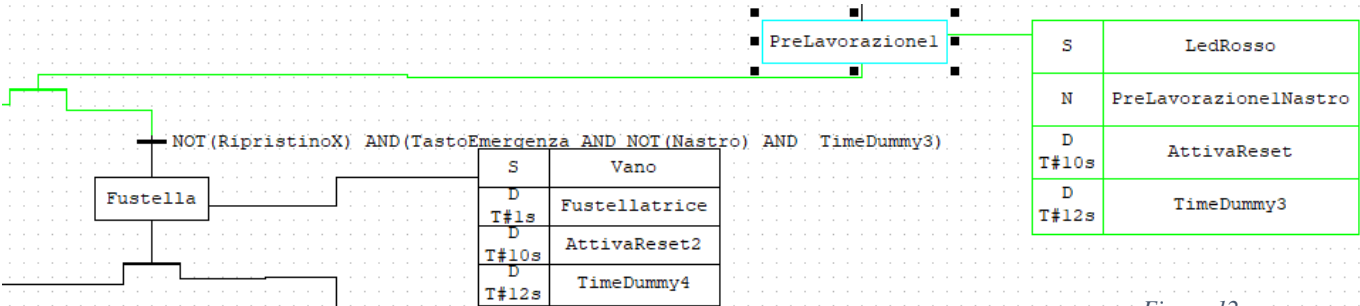 PreLavorazione1
S LedRosso
N PreLavorazione1Nastro
D T#10s AttivaReset
D T#12s TimeDummy3
NOT(RipristinoX) AND(TastoEmergenza AND NOT(Nastro) AND TimeDummy3)
Fustella
S Vano
D T#1s Fustellatrice
D T#10s AttivaReset2
D T#12s TimeDummy4